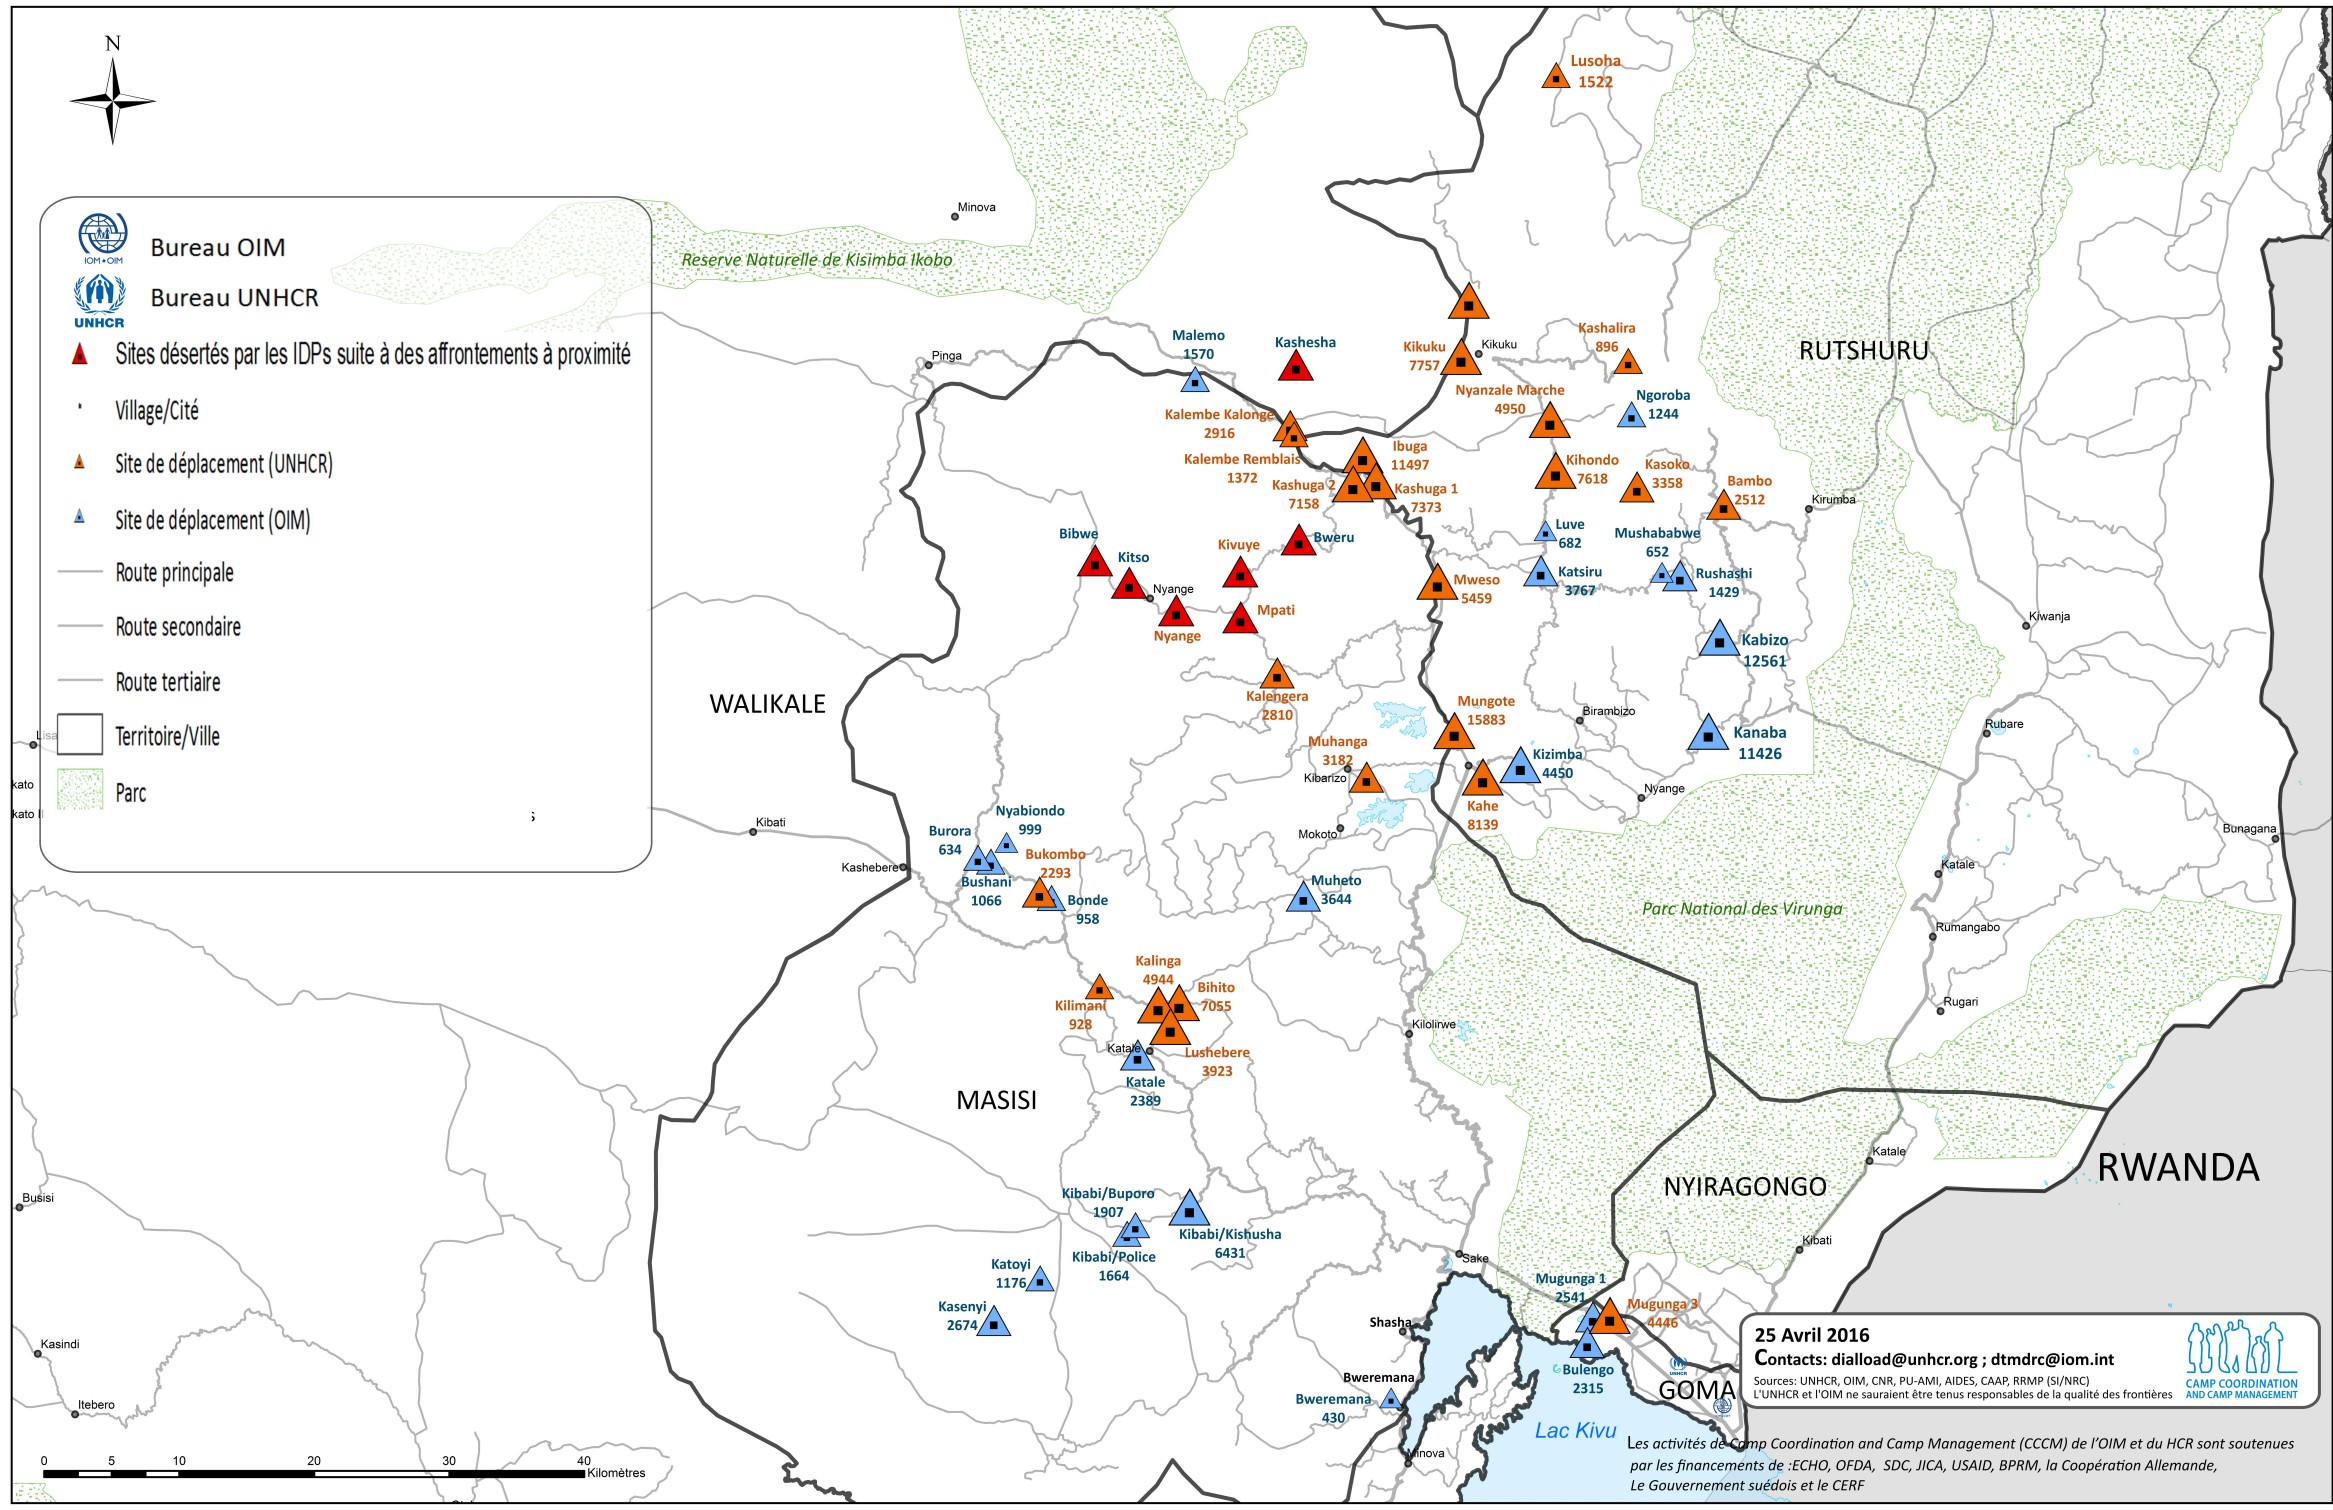 N
IOM • OIM
Bureau OIM
Bureau UNHCR
UNHCR
Sites désertés par les IDPs suite à des affrontements à proximité
Village/Cité
Site de déplacement (UNHCR)
Site de déplacement (OIM)
Route principale
Route secondaire
Route tertiaire
Territoire/Ville
Parc
Lisa
kato
kato II
s
Lusoha
1522
Minova
Reserve Naturelle de Kisimba Ikobo
Pinga
Malemo
1570
Kashesha
Kikuku
7757
Kikuku
Kashalira
896
RUTSHURU
Nyanzale Marche
4950
Ngoroba
1244
Kalembe Kalonge
2916
Kalembe Remblais
1372
Ibuga
11497
Kashuga 2
7158
Kashuga 1
7373
Kihondo
7618
Kasoko
3358
Bambo
2512
Kirumba
Bibwe
Kitso
Nyange
Nyange
Kivuye
Bweru
Mpati
Mweso
5459
Luve
682
Katsiru
3767
Mushababwe
652
Rushashi
1429
Kabizo
12561
Kiwanja
WALIKALE
Kalengera
2810
Mungote
15883
Birambizo
Kanaba
11426
Rubare
Muhanga
3182
Kibarizo
Kizimba
4450
Kahe
8139
Nyange
Mokoto
Bunagana
Kibati
Kashebere
Nyabiondo
999
Burora
634
Bukombo
2293
Bushani
1066
Bonde
958
Muheto
3644
Katale
Parc National des Virunga
Rumangabo
Kalinga
4944
Bihito
7055
Kilimani
928
Katale
Lushebere
3923
Katale
2389
Kilolirwe
Rugari
MASISI
Katale
RWANDA
NYIRAGONGO
Busisi
Kibabi/Buporo
1907
Kibabi/Kishusha
6431
Kibabi/Police
1664
Katoyi
1176
Kasenyi
2674
Sake
Kibati
Mugunga 1
2541
Mugunga 3
4446
Shasha
Bulengo
2315
Kasindi
Itebero
Bweremana
Bweremana
430
UNHCR
GOMA
Lac Kivu
Minova
25 Avril 2016
Contacts: dialload@unhcr.org ; dtmdrc@iom.int
Sources: UNHCR, OIM, CNR, PU-AMI, AIDES, CAAP, RRMP (SI/NRC)
L'UNHCR et l'OIM ne sauraient être tenus responsables de la qualité des frontières
CAMP COORDINATION
AND CAMP MANAGEMENT
Les activités de Camp Coordination and Camp Management (CCCM) de l'OIM et du HCR sont soutenues
par les financements de :ECHO, OFDA, SDC, JICA, USAID, BPRM, la Coopération Allemande,
Le Gouvernement suédois et le CERF
0 5 10 20 30 40
Kilomètres